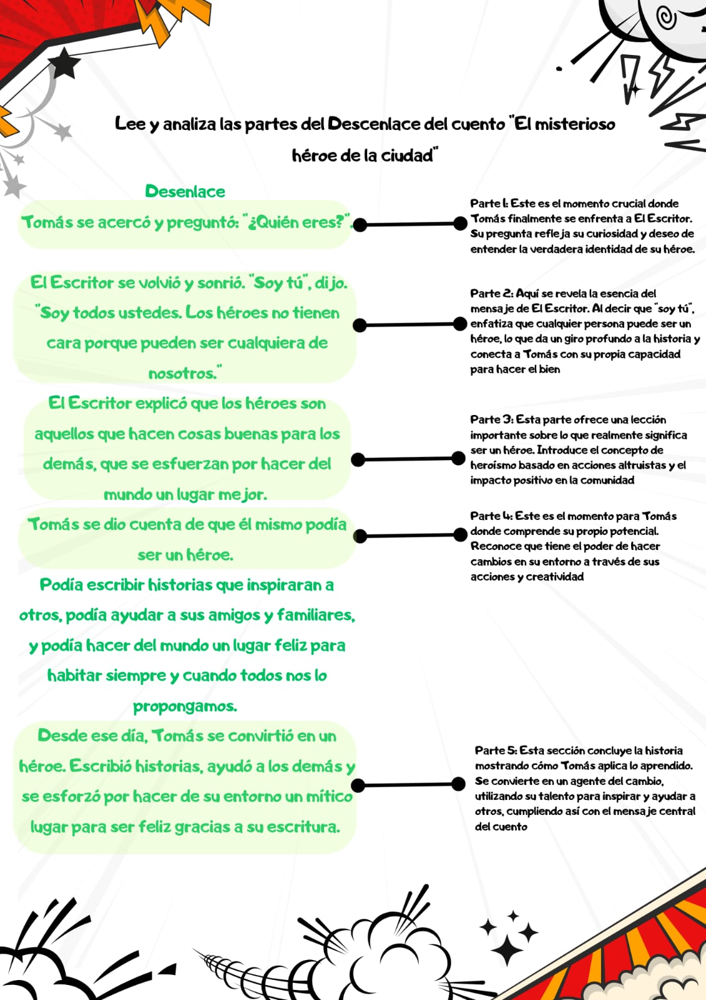 Lee y analiza las partes del Descenlace del cuento "El misterioso
héroe de la ciudad"
Desenlace
Tomás se acercó y preguntó: "¿Quién eres?".
El Escritor se volvió y sonrió. "Soy tú", dijo.
"Soy todos ustedes. Los héroes no tienen
cara porque pueden ser cualquiera de
nosotros."
El Escritor explicó que los héroes son
aquellos que hacen cosas buenas para los
demás, que se esfuerzan por hacer del
mundo un lugar mejor.
Tomás se dio cuenta de que él mismo podía
ser un héroe.
Podía escribir historias que inspiraran a
otros, podía ayudar a sus amigos y familiares,
y podía hacer del mundo un lugar feliz para
habitar siempre y cuando todos nos lo
propongamos.
Desde ese día, Tomás se convirtió en un
héroe. Escribió historias, ayudó a los demás y
se esforzó por hacer de su entorno un mítico
lugar para ser feliz gracias a su escritura.
Parte 1: Este es el momento crucial donde
Tomás finalmente se enfrenta a El Escritor.
Su pregunta refleja su curiosidad y deseo de
entender la verdadera identidad de su héroe.
Parte 2: Aquí se revela la esencia del
mensaje de El Escritor. Al decir que "soy tú",
enfatiza que cualquier persona puede ser un
héroe, lo que da un giro profundo a la historia y
conecta a Tomás con su propia capacidad
para hacer el bien
Parte 3: Esta parte ofrece una lección
importante sobre lo que realmente significa
ser un héroe. Introduce el concepto de
heroísmo basado en acciones altruistas y el
impacto positivo en la comunidad
Parte 4: Este es el momento para Tomás
donde comprende su propio potencial.
Reconoce que tiene el poder de hacer
cambios en su entorno a través de sus
acciones y creatividad
Parte 5: Esta sección concluye la historia
mostrando cómo Tomás aplica lo aprendido.
Se convierte en un agente del cambio,
utilizando su talento para inspirar y ayudar a
otros, cumpliendo así con el mensaje central
del cuento